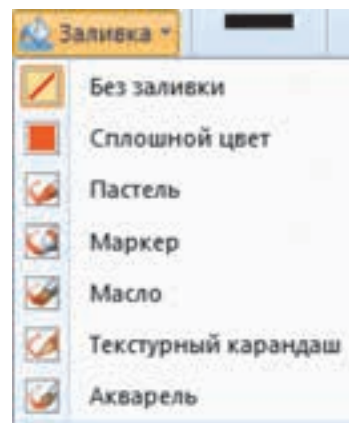 Заливка
Без заливки
Сплошной цвет
Пастель
Маркер
Масло
Текстурный карандаш
Акварель